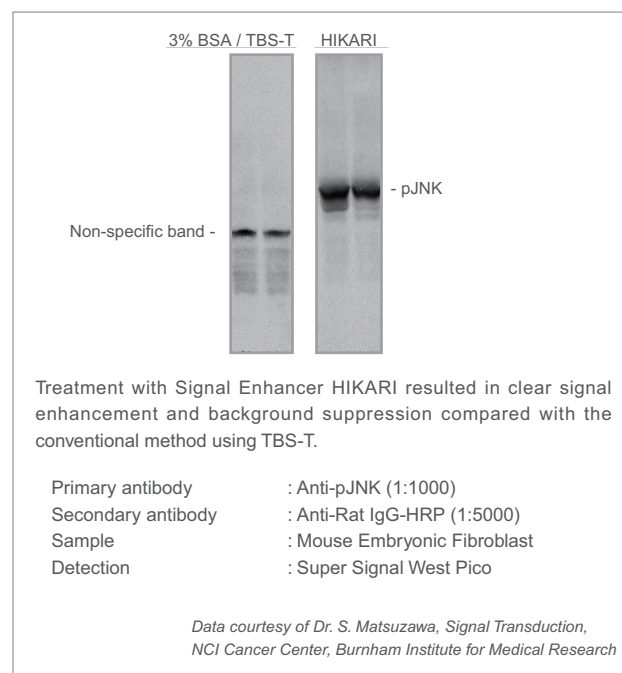 3% BSA / TBS-T HIKARI
- pJNK
Non-specific band -
Treatment with Signal Enhancer HIKARI resulted in clear signal
enhancement and background suppression compared with the
conventional method using TBS-T.
Primary antibody : Anti-pJNK (1:1000)
Secondary antibody : Anti-Rat IgG-HRP (1:5000)
Sample : Mouse Embryonic Fibroblast
Detection : Super Signal West Pico
Data courtesy of Dr. S. Matsuzawa, Signal Transduction,
NCI Cancer Center, Burnham Institute for Medical Research